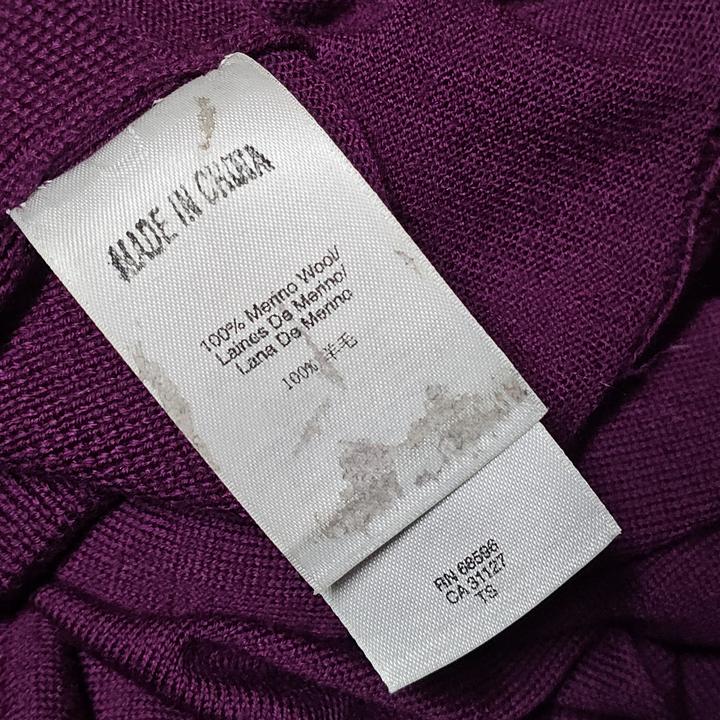 MADE IN CHINA
100% Merino Wool/
Laines De Merino/
Lana De Merino
100% 羊毛
RN 68596
CA 31127
TS